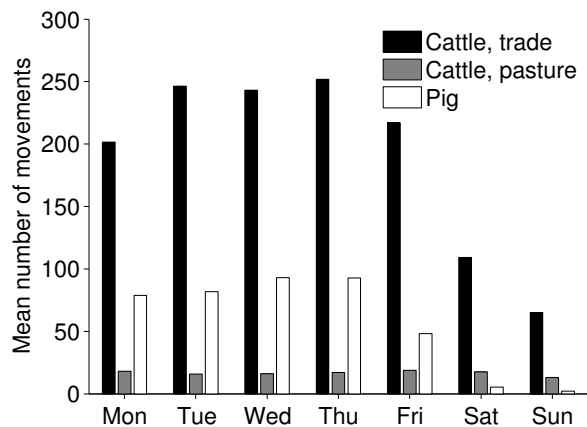 300
250
200
150
100
50
0
Mean number of movements
Cattle, trade
Cattle, pasture
Pig
Mon Tue Wed Thu Fri Sat Sun